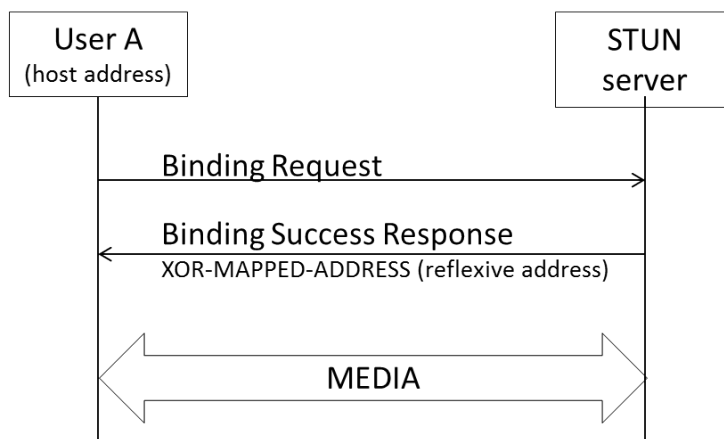 User A
(host address)
STUN
server
Binding Request
Binding Success Response
XOR-MAPPED-ADDRESS (reflexive address)
MEDIA